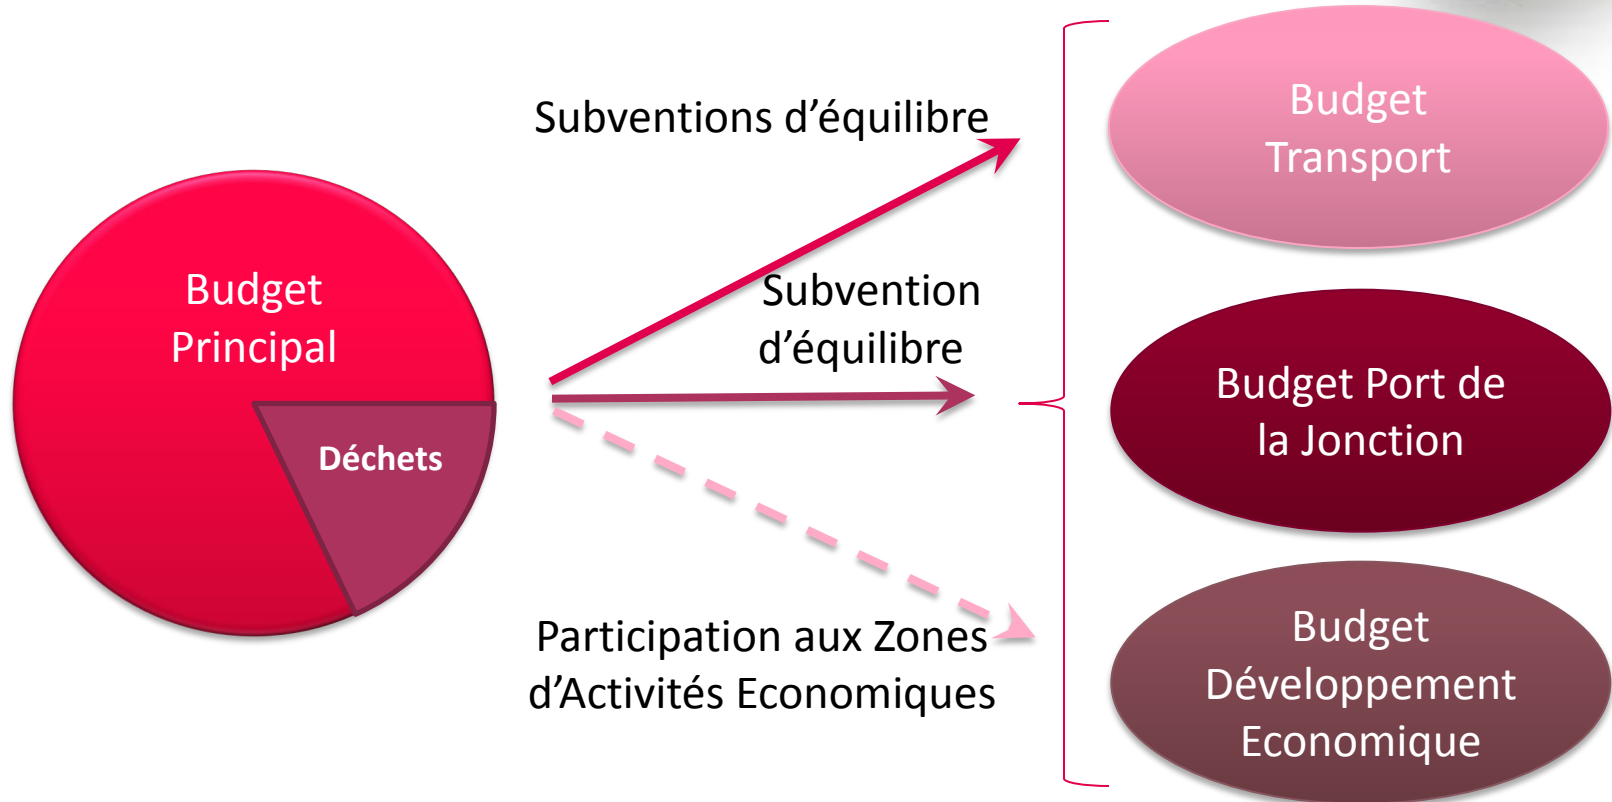 Budget
Principal
Déchets
Subventions d’équilibre
Subvention
d’équilibre
Participation aux Zones
d’Activités Economiques
Budget
Transport
Budget Port de
la Jonction
Budget
Développement
Economique